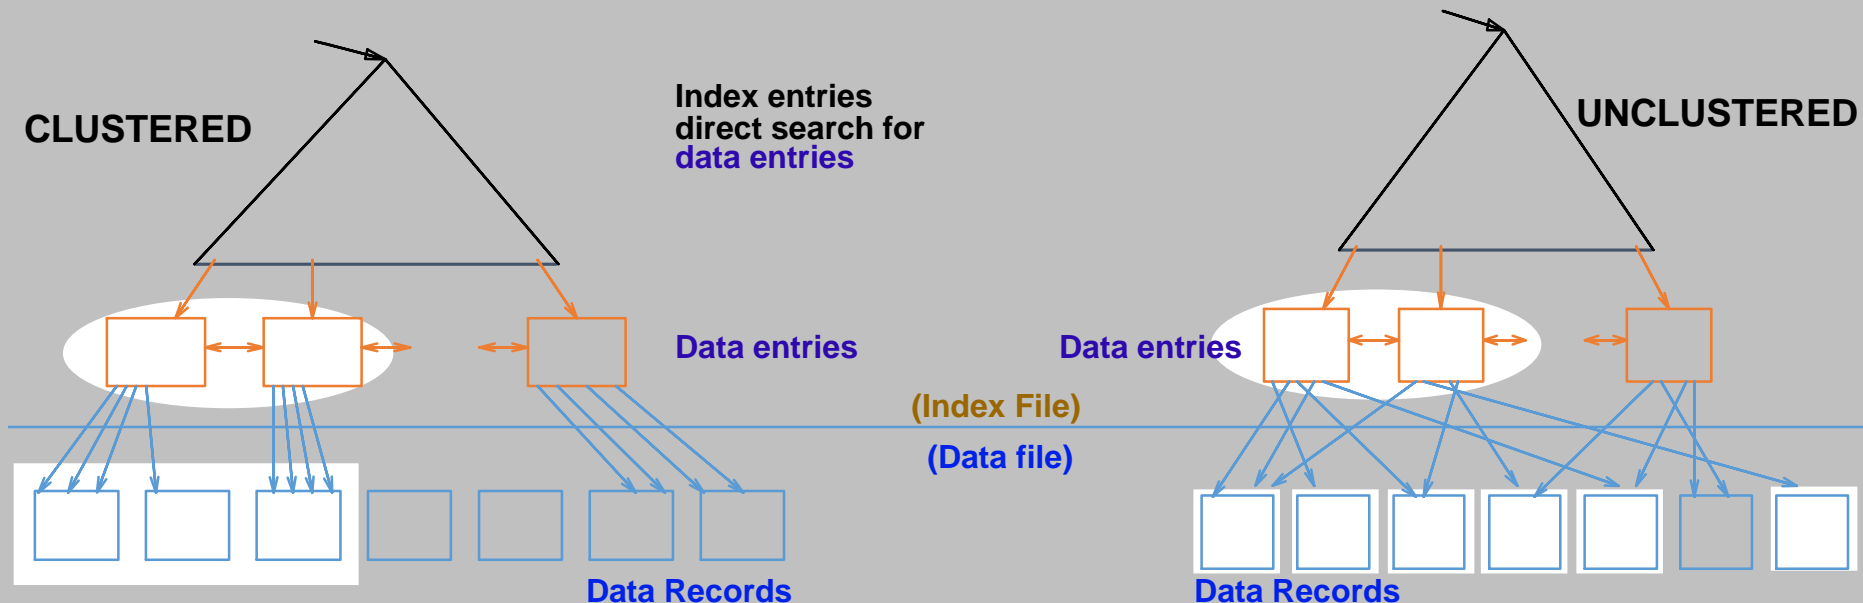 CLUSTERED
Index entries
direct search for
data entries
UNCLUSTERED
Data entries
Data entries
(Index File)
(Data file)
Data Records
Data Records